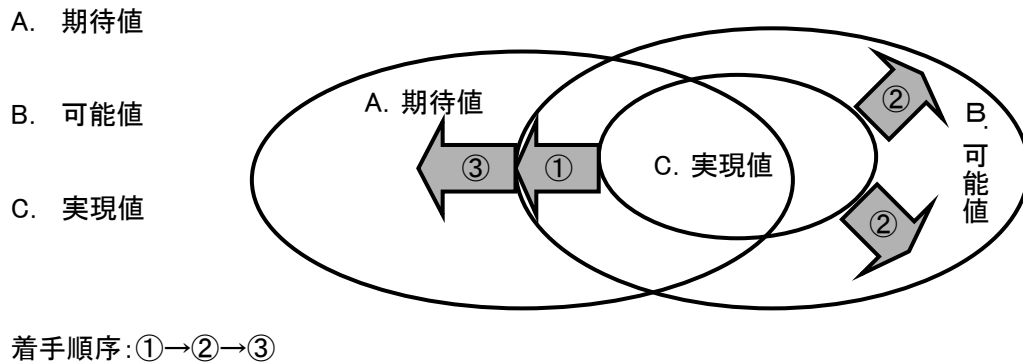 A. 期待値
B. 可能値
C. 実現値
A. 期待値
③
①
C. 実現値
②
②
B.可能値
着手順序:①→②→③